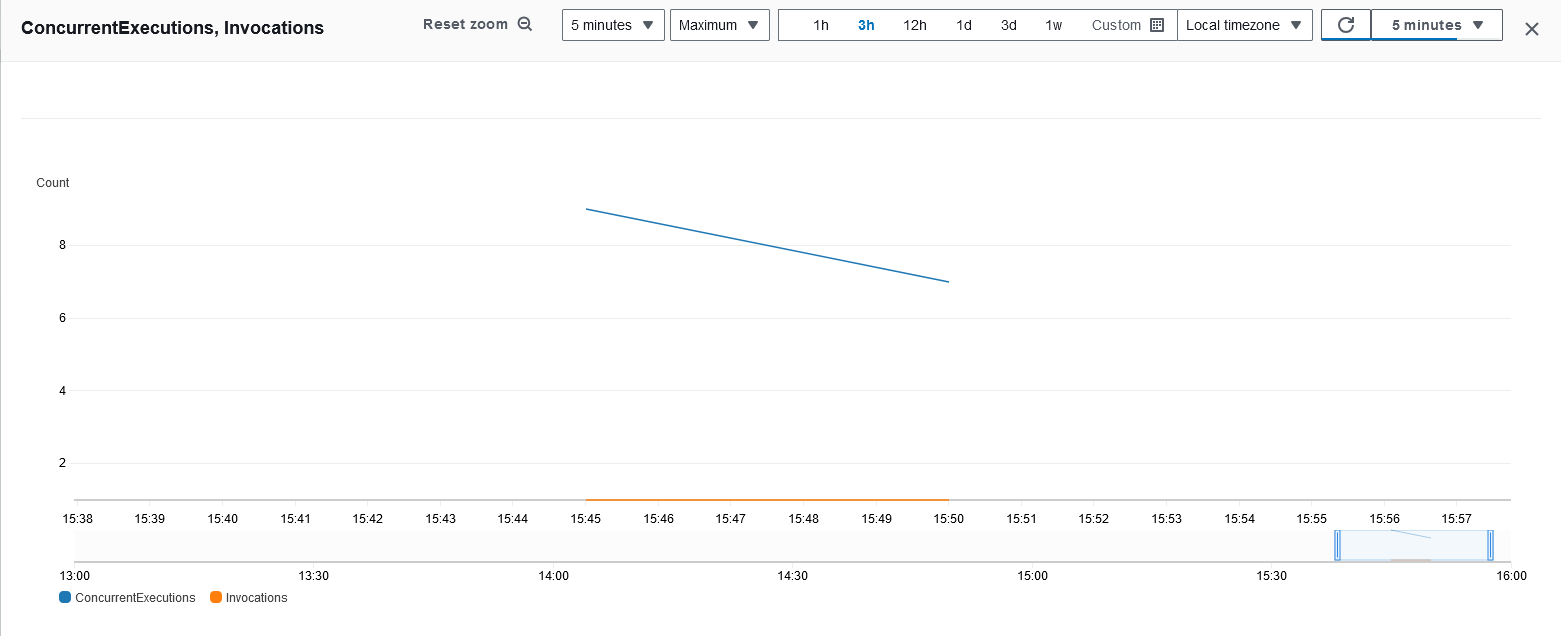 ConcurrentExecutions, Invocations
Reset zoom
5 minutes
Maximum
1h 3h 12h 1d 3d 1w Custom
Local timezone
5 minutes
Count
8
6
4
2
15:38 15:39 15:40 15:41 15:42 15:43 15:44 15:45 15:46 15:47 15:48 15:49 15:50 15:51 15:52 15:53 15:54 15:55 15:56 15:57
13:00 13:30 14:00 14:30 15:00 15:30 16:00
ConcurrentExecutions Invocations